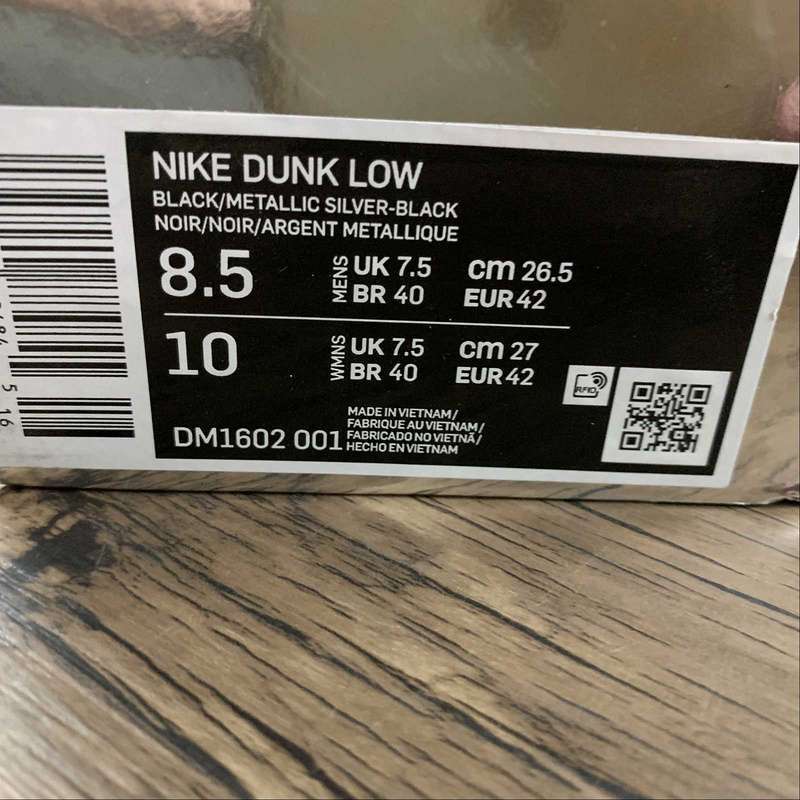 NIKE DUNK LOW
BLACK/METALLIC SILVER-BLACK
NOIR/NOIR/ARGENT METALLIQUE
8.5
MENS
UK 7.5
cm 26.5
BR 40
EUR 42
10
WMNS
UK 7.5
cm 27
BR 40
EUR 42
RFID
DM1602 001
MADE IN VIETNAM/
FABRIQUE AU VIETNAM/
FABRICADO NO VIETNÃ/
HECHO EN VIETNAM
5 16